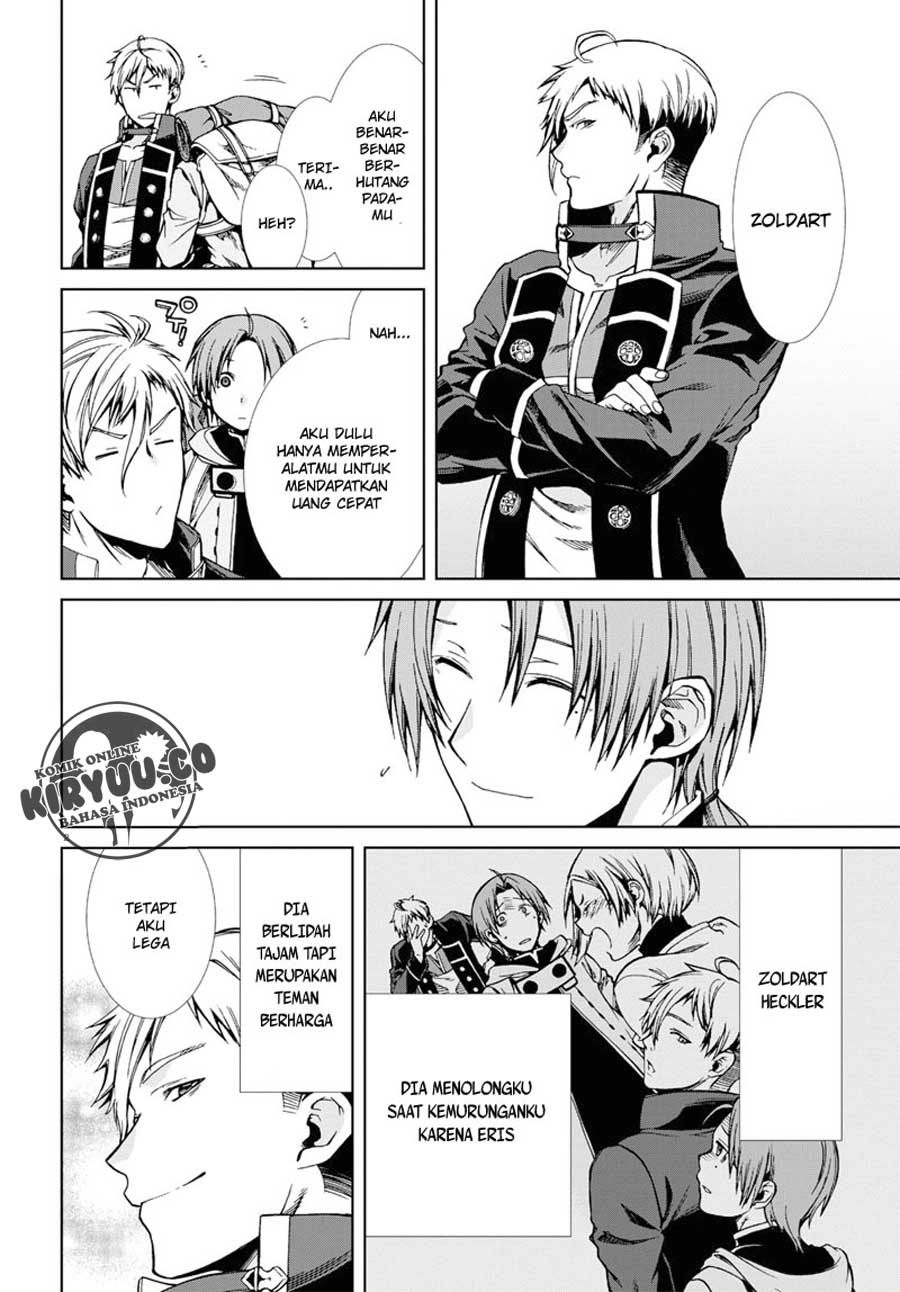 ZOLDART
AKU
BENAR-
BENAR
BER-
HUTANG
PADA-
MU
TERI-
MA..
HEH?
NAH...
AKU DULU
HANYA MEMPER-
ALATMU UNTUK
MENDAPATKAN
UANG CEPAT
KOMIK ONLINE
KIRYUU.CO
BAHASA INDONESIA
ZOLDART
HECKLER
DIA MENOLONGKU
SAAT KEMURUNGANKU
KARENA ERIS
DIA
BERLIDAH
TAJAM TAPI
MERUPAKAN
TEMAN
BERHARGA
TETAPI
AKU
LEGA